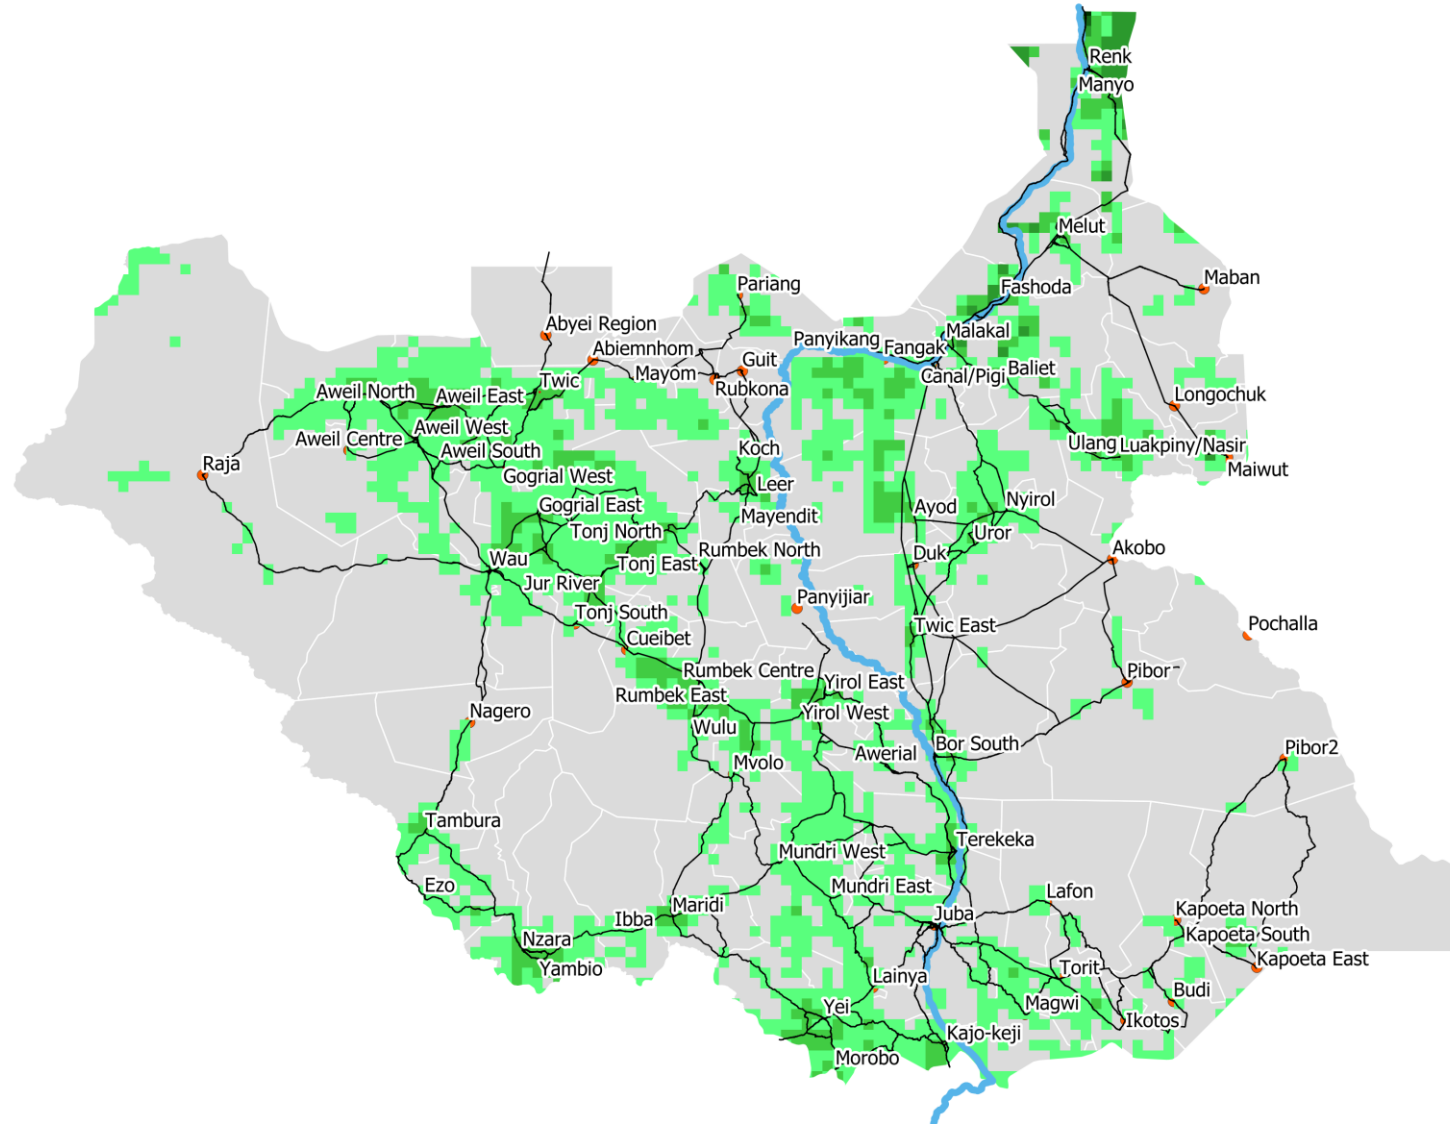 Renk
Manyo
Melut
Maban
Fashoda
Pariang
Abyei Region
Malakal
Panyikang
Fangak
Abiemnhom
Guit
Baliet
Canal/Pigi
Mayom
Twic
Rubkona
Aweil North
Aweil East
Longochuk
Aweil West
Aweil Centre
Ulang
Luakpiny/Nasir
Koch
Aweil South
Raja
Maiwut
Gogrial West
Leer
Nyirol
Gogrial East
Ayod
Mayendit
Tonj North
Uror
Rumbek North
Akobo
Duk
Wau
Tonj East
Jur River
Panyijiar
Tonj South
Pochalla
Twic East
Cueibet
Rumbek Centre
Pibor
Yirol East
Rumbek East
Nagero
Yirol West
Wulu
Bor South
Pibor2
Awerial
Mvolo
Tambura
Terekeka
Mundri West
Ezo
Mundri East
Lafon
Maridi
Kapoeta North
Juba
Ibba
Kapoeta South
Nzara
Kapoeta East
Yambio
Torit
Lainya
Budi
Magwi
Yei
Ikotos
Kajo-keji
Morobo